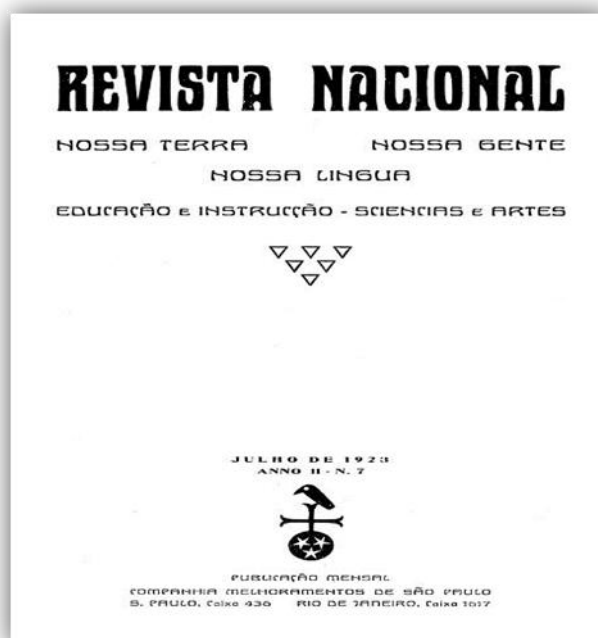 REVISTA NACIONAL
NOSSA TERRA NOSSA GENTE
NOSSA LINGUA
EDUCAÇÃO E INSTRUCÇÃO - SCIENCIAS E ARTES
JULHO DE 1923
ANNO II - N. 7
PUBLICAÇÃO MENSAL
COMPANHIA MELHORAMENTOS DE SÃO PAULO
S. PAULO, Caixa 436 RIO DE JANEIRO, Caixa 1617